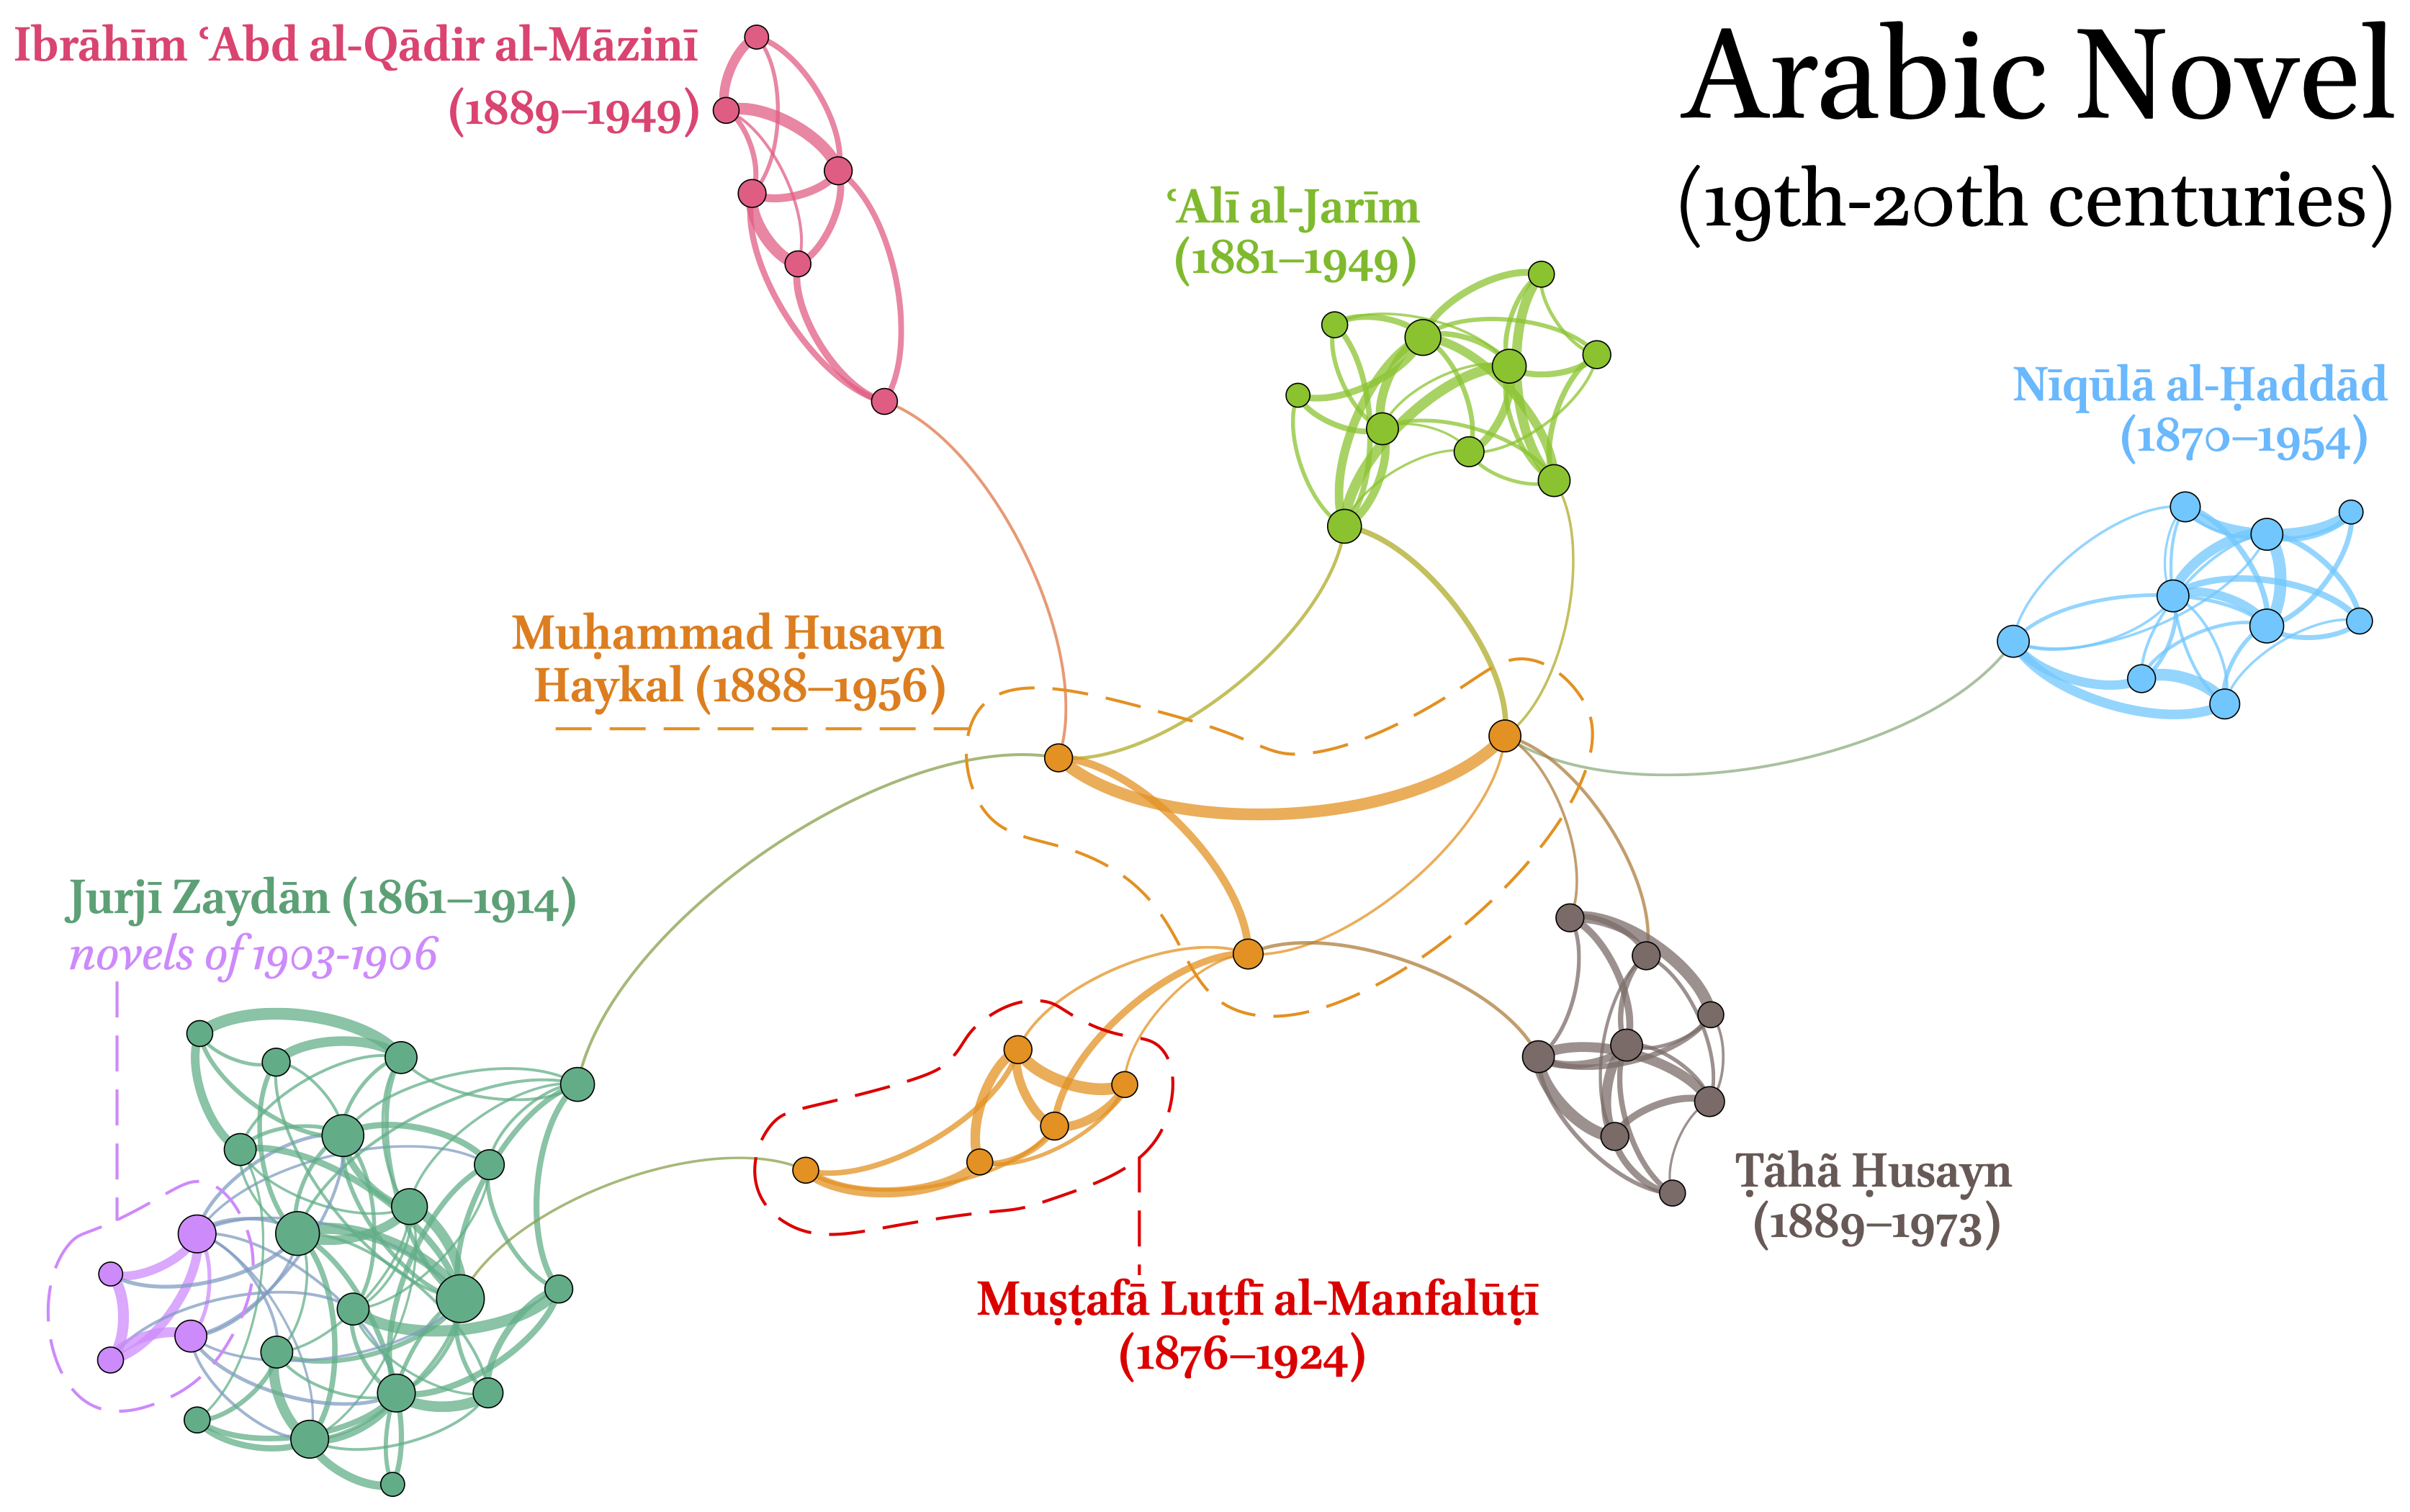 Arabic Novel
(19th-20th centuries)
Ibrāhīm ʿAbd al-Qādir al-Māzinī
(1889–1949)
ʿAlī al-Jarīm
(1881–1949)
Nīqūlā al-Ḥaddād
(1870–1954)
Muḥammad Ḥusayn
Haykal (1888–1956)
Jurjī Zaydān (1861–1914)
novels of 1903-1906
Ṭãhã Ḥusayn
(1889–1973)
Muṣṭafā Luṭfī al-Manfalūṭī
(1876–1924)